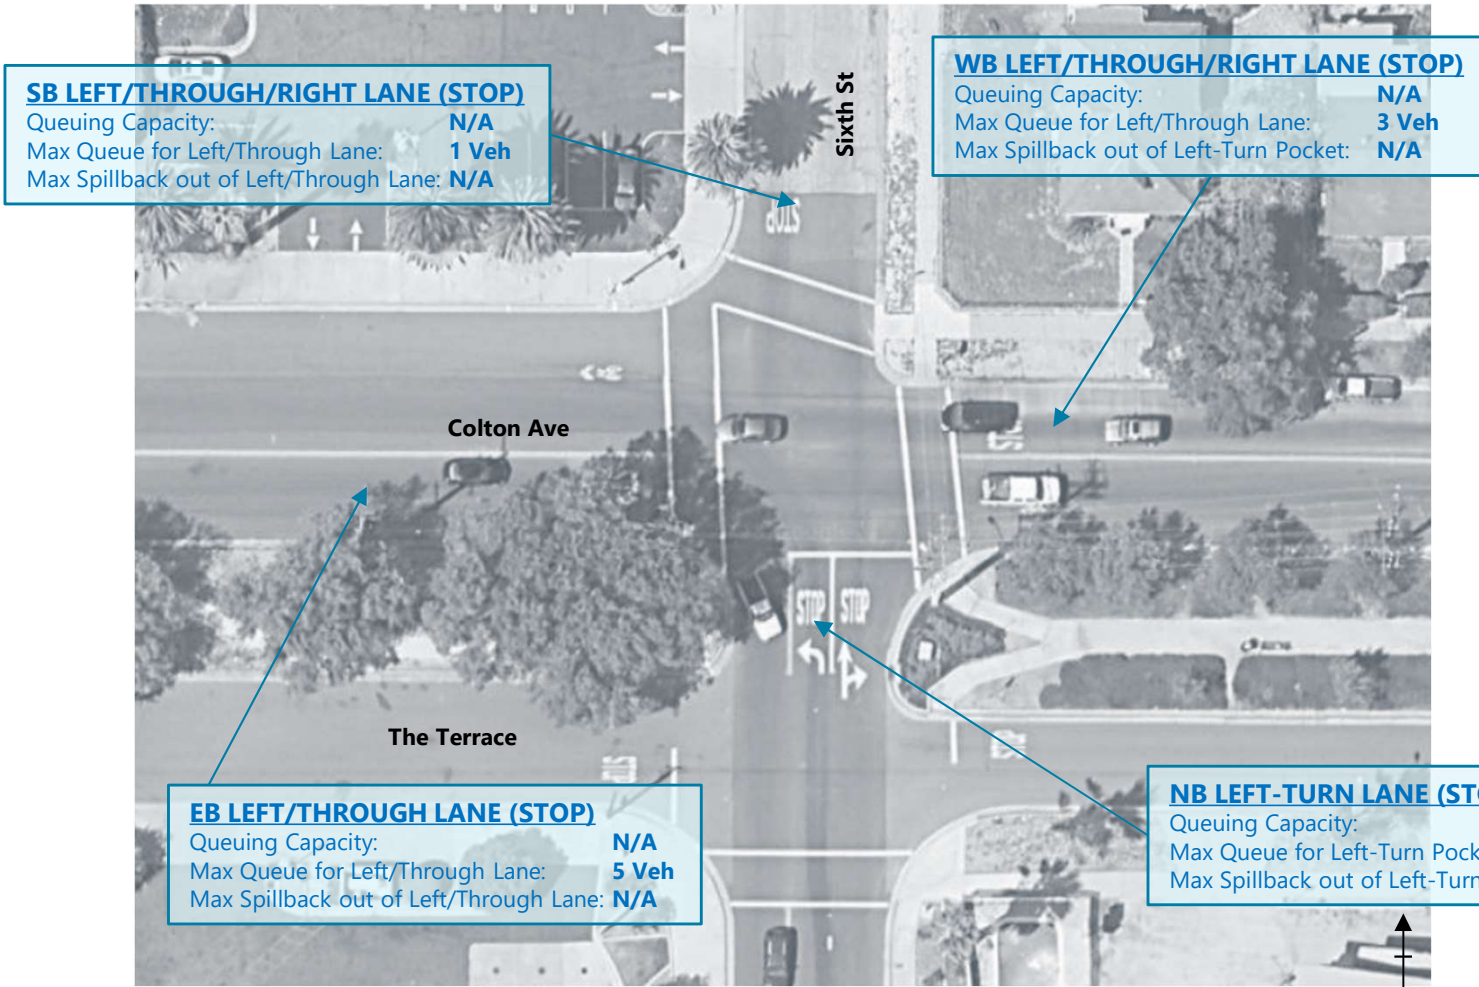 SB LEFT/THROUGH/RIGHT LANE (STOP)
Queuing Capacity: N/A
Max Queue for Left/Through Lane: 1 Veh
Max Spillback out of Left/Through Lane: N/A
Sixth St
WB LEFT/THROUGH/RIGHT LANE (STOP)
Queuing Capacity: N/A
Max Queue for Left/Through Lane: 3 Veh
Max Spillback out of Left-Turn Pocket: N/A
STOP
Colton Ave
STOP STOP
The Terrace
STOP
STOP
EB LEFT/THROUGH LANE (STOP)
Queuing Capacity: N/A
Max Queue for Left/Through Lane: 5 Veh
Max Spillback out of Left/Through Lane: N/A
NB LEFT-TURN LANE (STO
Queuing Capacity:
Max Queue for Left-Turn Pock
Max Spillback out of Left-Turn